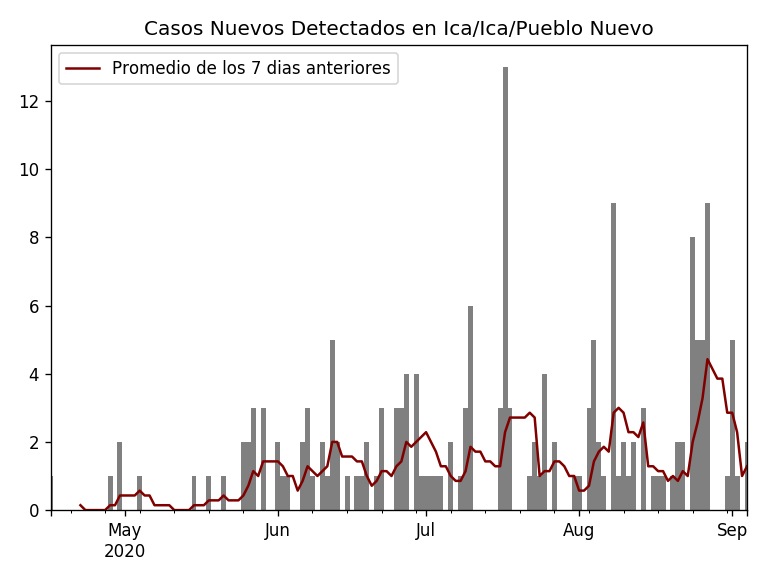 Casos Nuevos Detectados en Ica/Ica/Pueblo Nuevo
Promedio de los 7 dias anteriores
12
10
8
6
4
2
0
May Jun Jul Aug Sep
2020